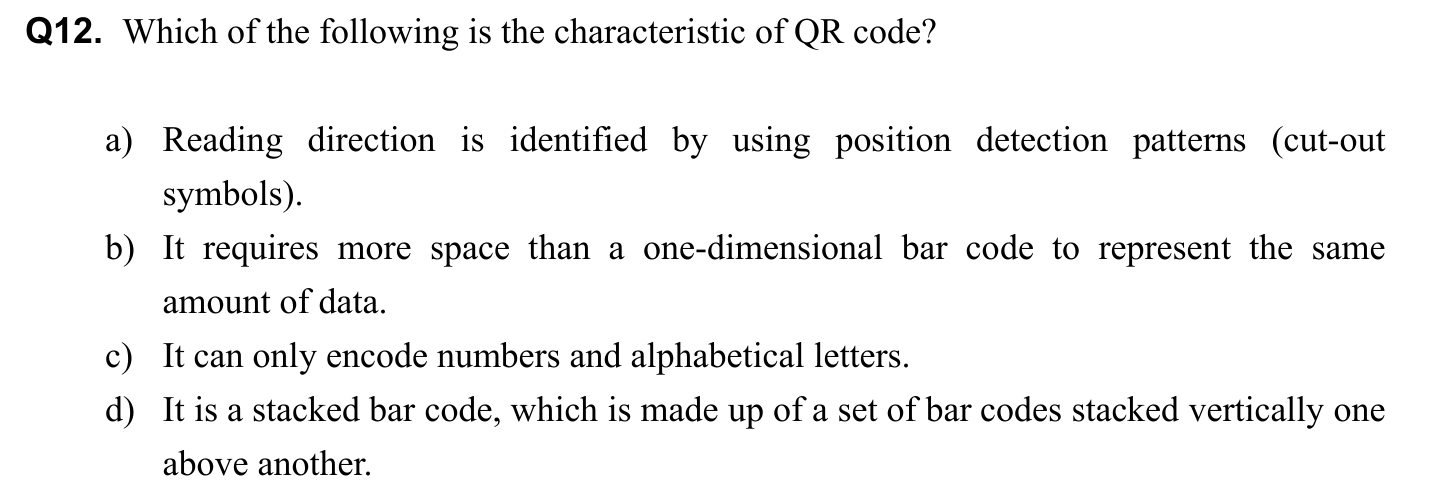 Q12. Which of the following is the characteristic of QR code?
a) Reading direction is identified by using position detection patterns (cut-out
symbols).
b) It requires more space than a one-dimensional bar code to represent the same
amount of data.
c) It can only encode numbers and alphabetical letters.
d) It is a stacked bar code, which is made up of a set of bar codes stacked vertically one
above another.